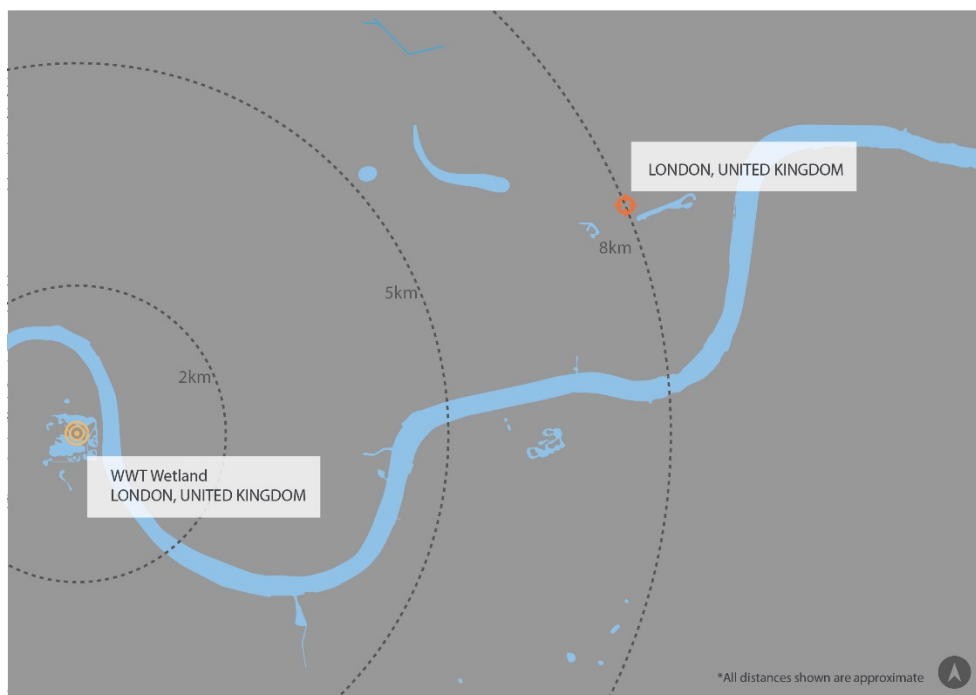 LONDON, UNITED KINGDOM
8km
5km
2km
WWT Wetland
LONDON, UNITED KINGDOM
*All distances shown are approximate